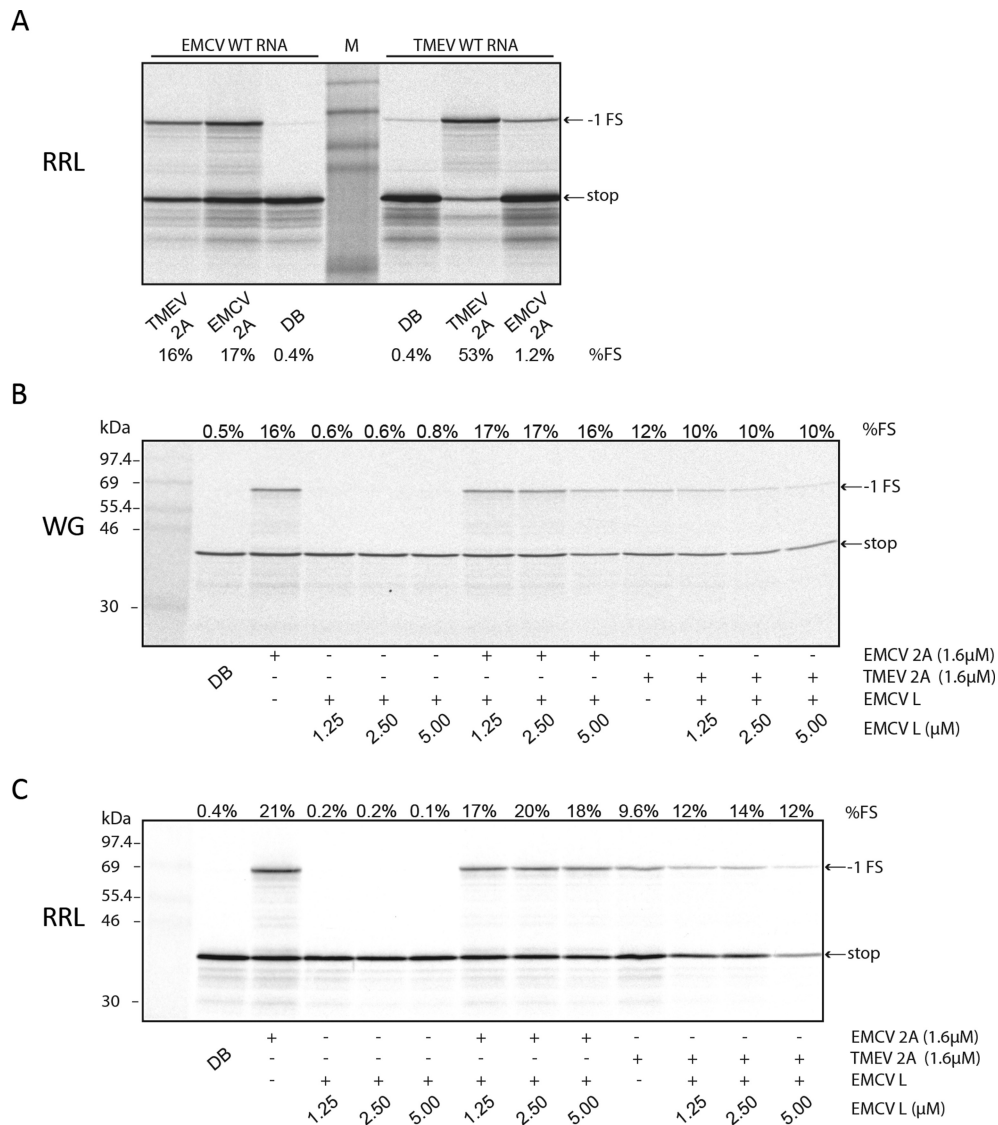 A
EMCV WT RNA M TMEV WT RNA
RRL
-1 FS
stop
TMEV 2A EMCV 2A DB DB TMEV 2A EMCV 2A
16% 17% 0.4% 0.4% 53% 1.2% %FS
B
kDa 0.5% 16% 0.6% 0.6% 0.8% 17% 17% 16% 12% 10% 10% 10% %FS
97.4
69 -1 FS
55.4
WG
46 stop
30
DB + - - - + + + - - - - EMCV 2A (1.6μM)
- - - - - - - + + + + TMEV 2A (1.6μM)
- + + + + + + - + + + EMCV L
1.25 2.50 5.00 1.25 2.50 5.00 1.25 2.50 5.00 EMCV L (μM)
C
kDa 0.4% 21% 0.2% 0.2% 0.1% 17% 20% 18% 9.6% 12% 14% 12% %FS
97.4
69 -1 FS
55.4
RRL
46
stop
30
DB + - - - + + + - - - - EMCV 2A (1.6μM)
- - - - - - - + + + + TMEV 2A (1.6μM)
- + + + + + + - + + + EMCV L
1.25 2.50 5.00 1.25 2.50 5.00 1.25 2.50 5.00 EMCV L (μM)